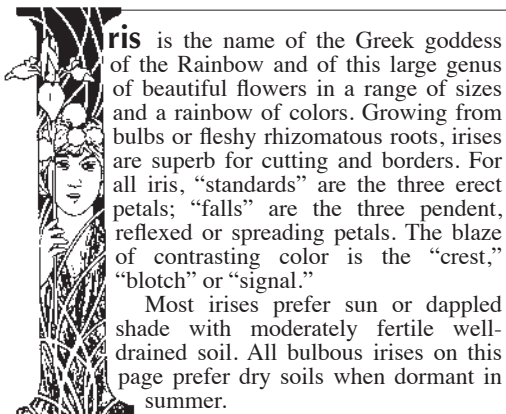 Iris is the name of the Greek goddess
of the Rainbow and of this large genus
of beautiful flowers in a range of sizes
and a rainbow of colors. Growing from
bulbs or fleshy rhizomatous roots, irises
are superb for cutting and borders. For
all iris, “standards” are the three erect
petals; “falls” are the three pendent,
reflexed or spreading petals. The blaze
of contrasting color is the “crest,”
“blotch” or “signal.”
Most irises prefer sun or dappled
shade with moderately fertile well-
drained soil. All bulbous irises on this
page prefer dry soils when dormant in
summer.